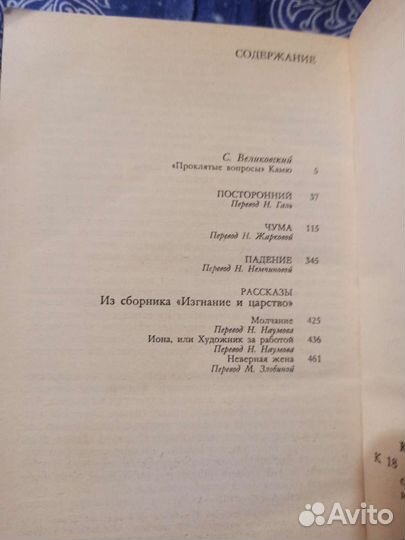 СОДЕРЖАНИЕ
С. Великовский
«Проклятые вопросы» Камю 5
ПОСТОРОННИЙ 37
Перевод Н. Галь
ЧУМА 115
Перевод Н. Жарковой
ПАДЕНИЕ 345
Перевод Н. Немчиновой
РАССКАЗЫ
Из сборника «Изгнание и царство»
Молчание 425
Перевод Н. Наумова
Иона, или Художник за работой 436
Перевод Н. Наумова
Неверная жена 461
Перевод М. Злобиной
К 18
Avito